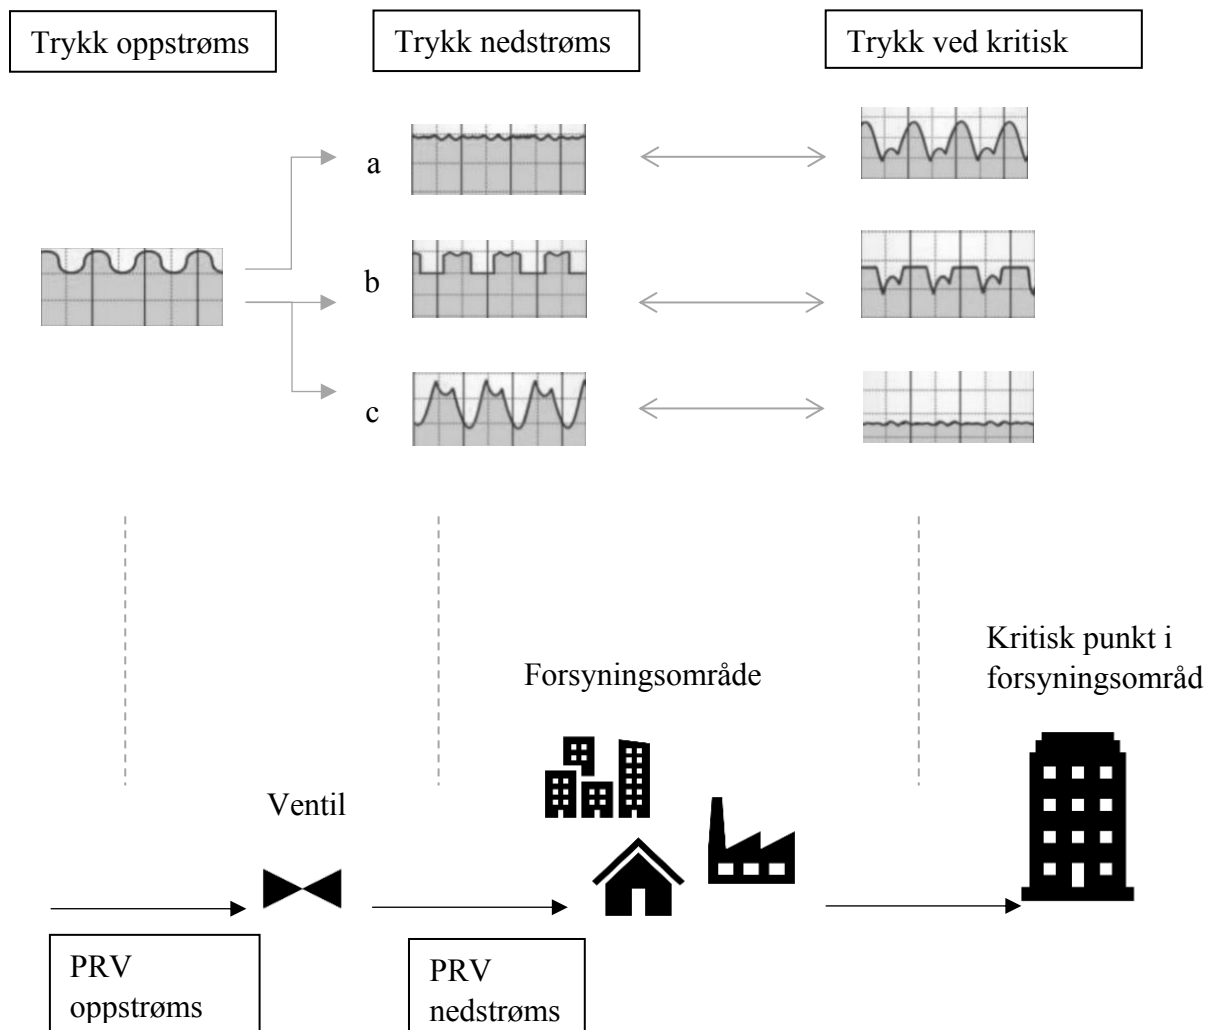 Trykk oppstrøms
Trykk nedstrøms
Trykk ved kritisk
a
b
c
Kritisk punkt i
forsyningsområd
Forsyningsområde
Ventil
PRV
oppstrøms
PRV
nedstrøms